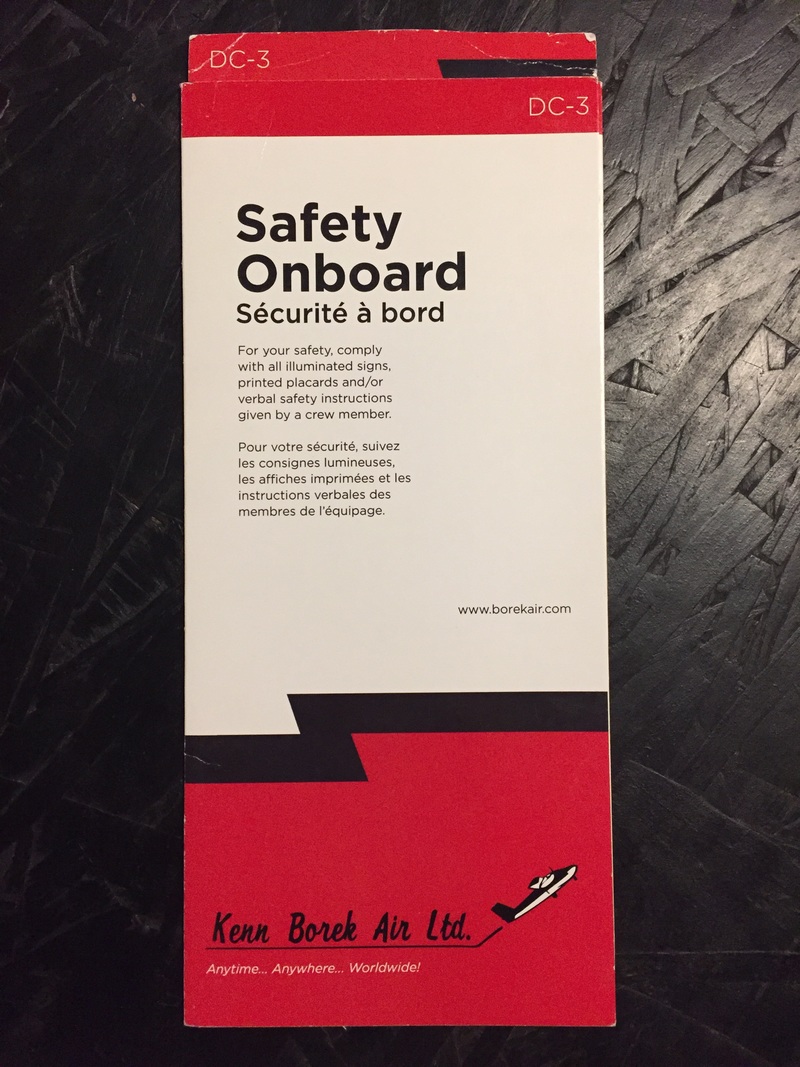 DC-3
DC-3
Safety
Onboard
Sécurité à bord
For your safety, comply
with all illuminated signs,
printed placards and/or
verbal safety instructions
given by a crew member.
Pour votre sécurité, suivez
les consignes lumineuses,
les affiches imprimées et les
instructions verbales des
membres de l'équipage.
www.borekair.com
Kenn Borek Air Ltd.
Anytime... Anywhere... Worldwide!